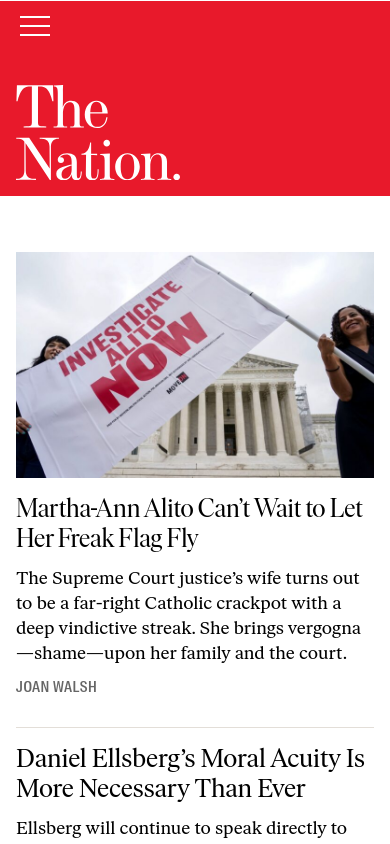 The
Nation.
INVESTIGATE
ALITO
NOW
Martha-Ann Alito Can’t Wait to Let
Her Freak Flag Fly
The Supreme Court justice’s wife turns out
to be a far-right Catholic crackpot with a
deep vindictive streak. She brings vergogna
—shame—upon her family and the court.
JOAN WALSH
Daniel Ellsberg’s Moral Acuity Is
More Necessary Than Ever
Ellsberg will continue to speak directly to